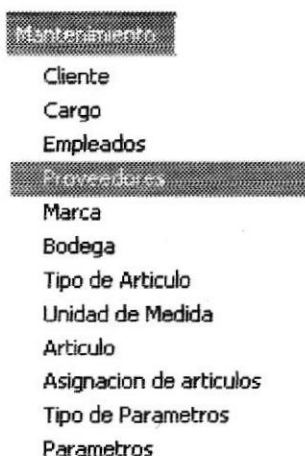 Mantenimiento
Cliente
Cargo
Empleados
Proveedores
Marca
Bodega
Tipo de Articulo
Unidad de Medida
Articulo
Asignacion de articulos
Tipo de Parametros
Parametros